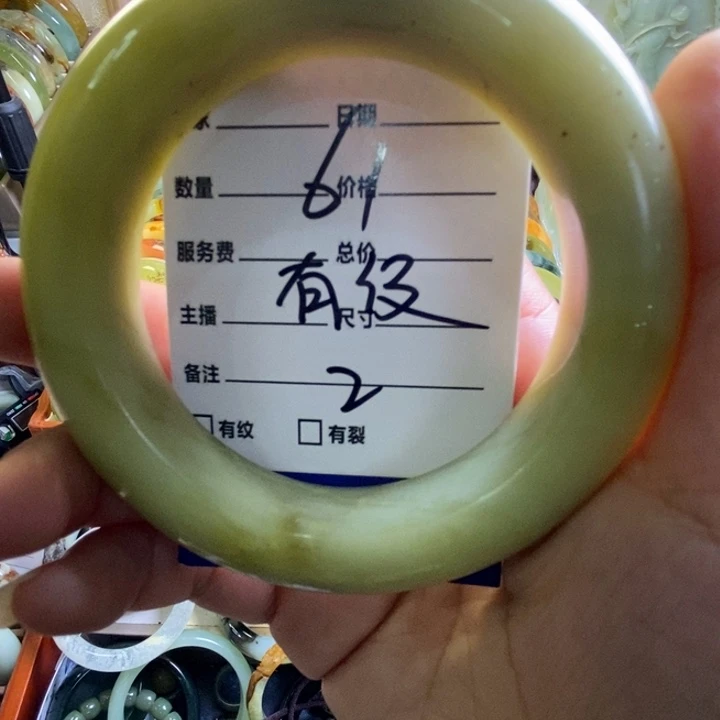 家 日期
数量 价格
61
服务费 总价
有纹
主播 尺寸
备注
2
有纹 有裂